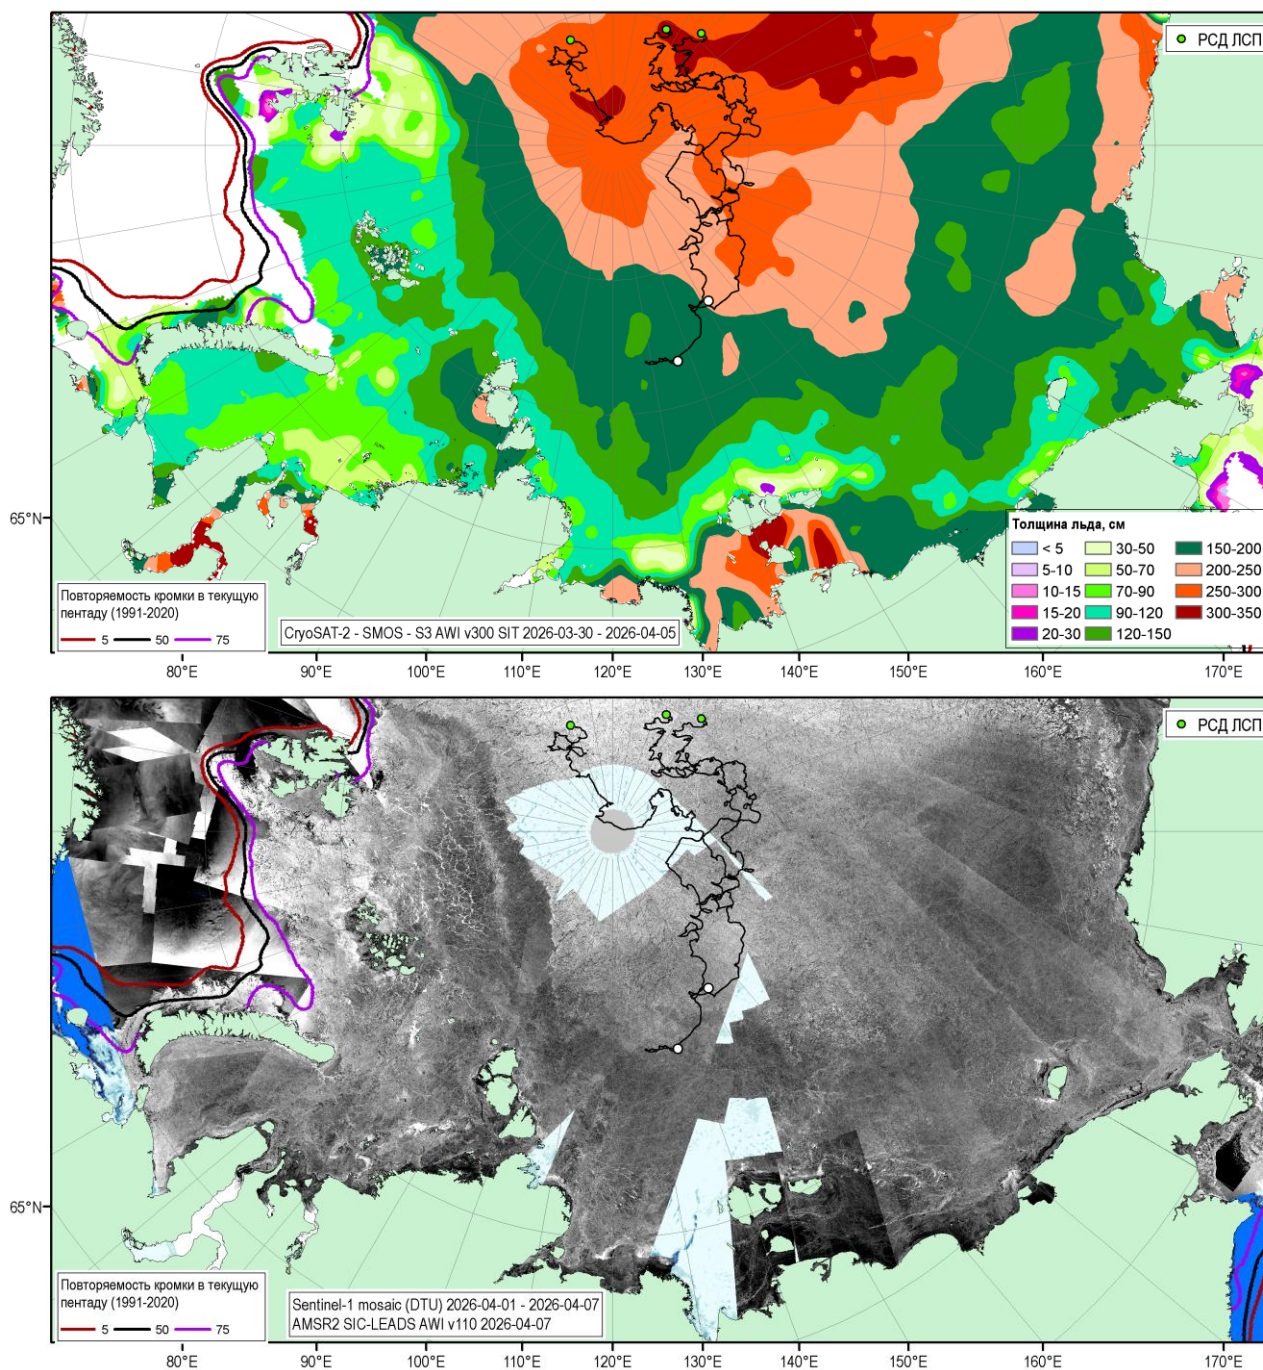 РСД ЛСП
65°N
Толщина льда, см
< 5
30-50
150-200
5-10
50-70
200-250
10-15
70-90
250-300
15-20
90-120
300-350
20-30
120-150
Повторяемость кромки в текущую
пентаду (1991-2020)
5 50 75
CryoSAT-2 - SMOS - S3 AWI v300 SIT 2026-03-30 - 2026-04-05
80°E 90°E 100°E 110°E 120°E 130°E 140°E 150°E 160°E 170°E
РСД ЛСП
65°N
Повторяемость кромки в текущую
пентаду (1991-2020)
5 50 75
Sentinel-1 mosaic (DTU) 2026-04-01 - 2026-04-07
AMSR2 SIC-LEADS AWI v110 2026-04-07
80°E 90°E 100°E 110°E 120°E 130°E 140°E 150°E 160°E 170°E